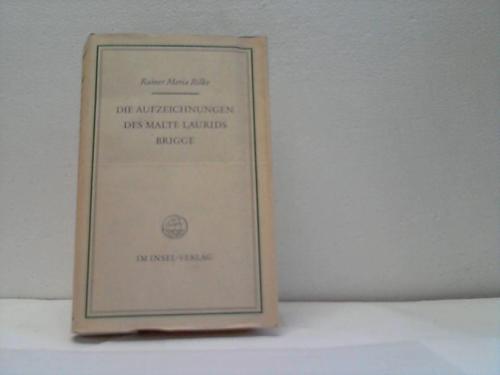 Rainer Maria Rilke
DIE AUFZEICHNUNGEN
DES MALTE LAURIDS
BRIGGE
IM INSEL-VERLAG